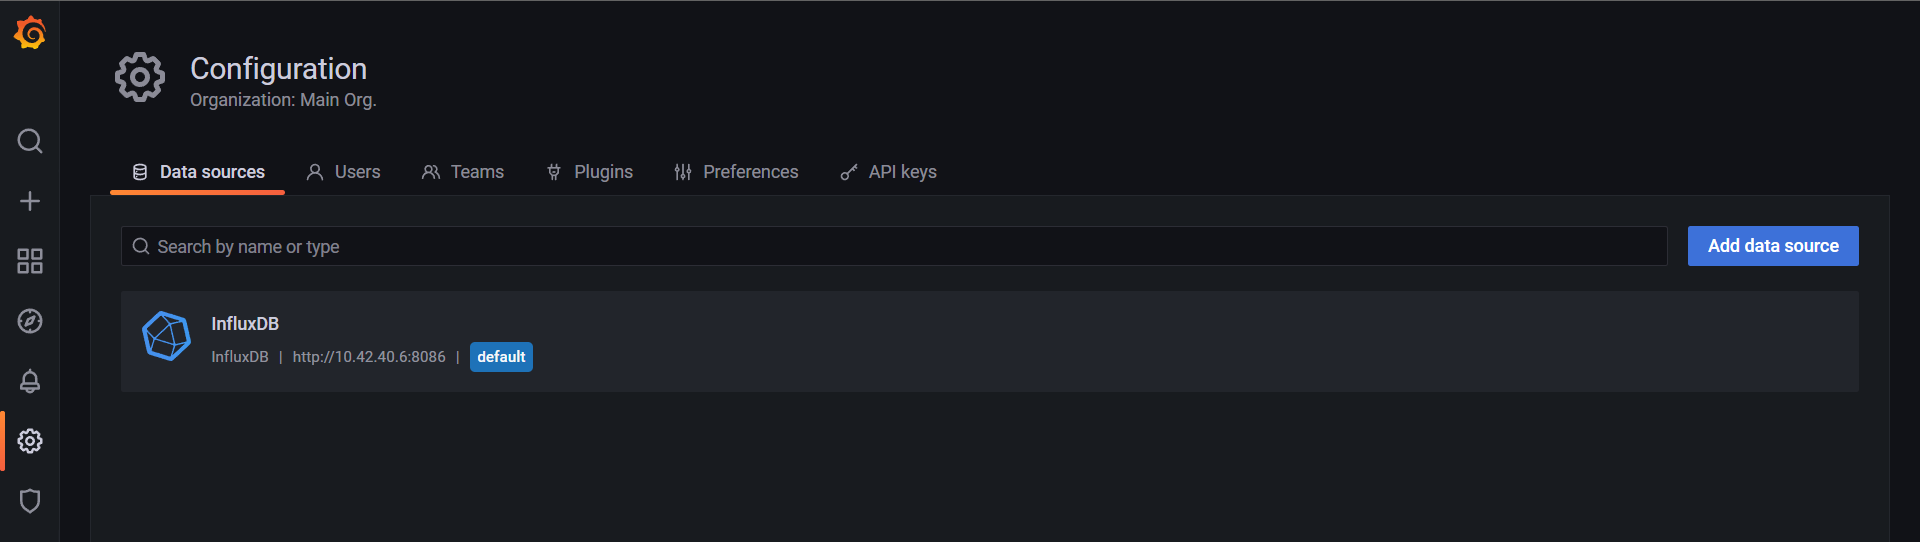 Configuration
Organization: Main Org.
Data sources Users Teams Plugins Preferences API keys
Search by name or type Add data source
InfluxDB
InfluxDB | http://10.42.40.6:8086 | default